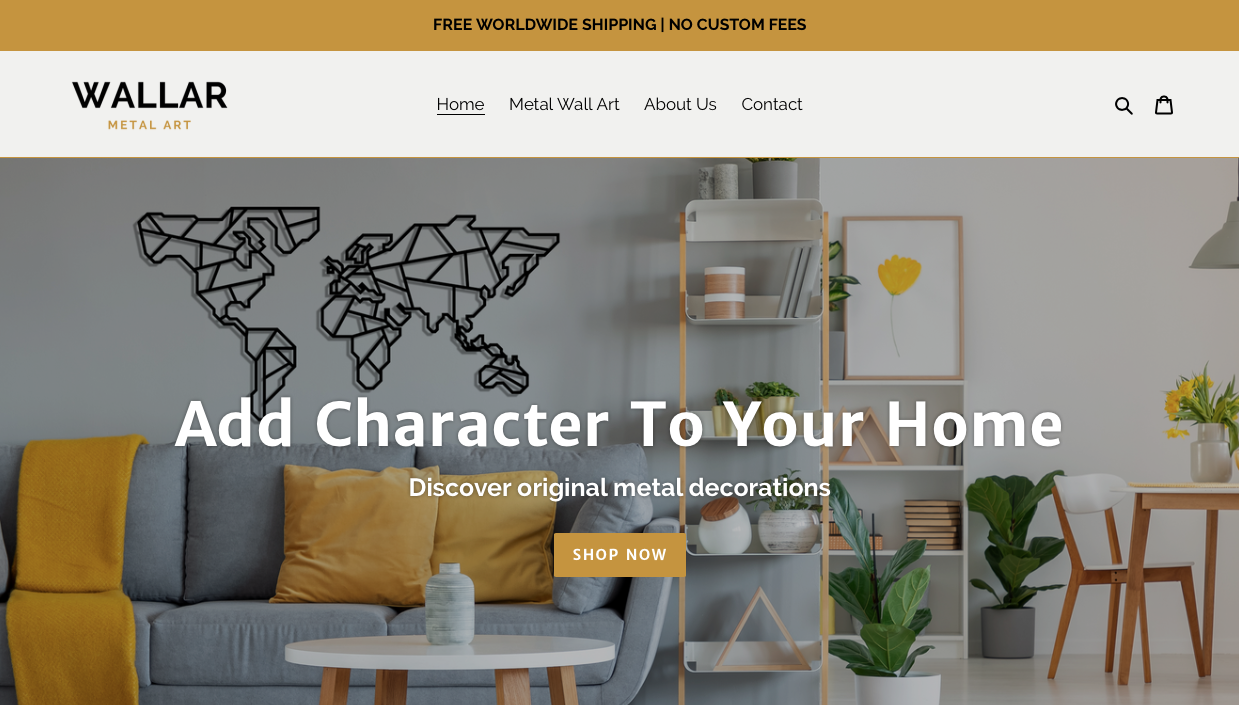 FREE WORLDWIDE SHIPPING | NO CUSTOM FEES
WALLAR
METAL ART
Home Metal Wall Art About Us Contact
Add Character To Your Home
Discover original metal decorations
SHOP NOW